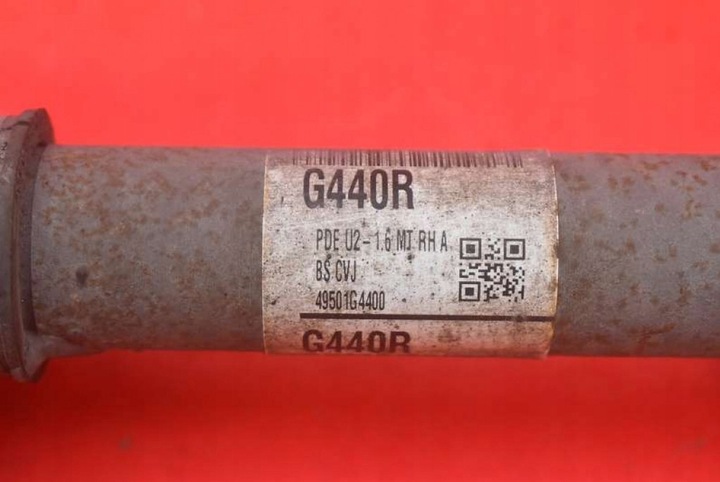 G440R
PDE U2-1.6 MT RH A
BS CVJ
49501G4400
G440R